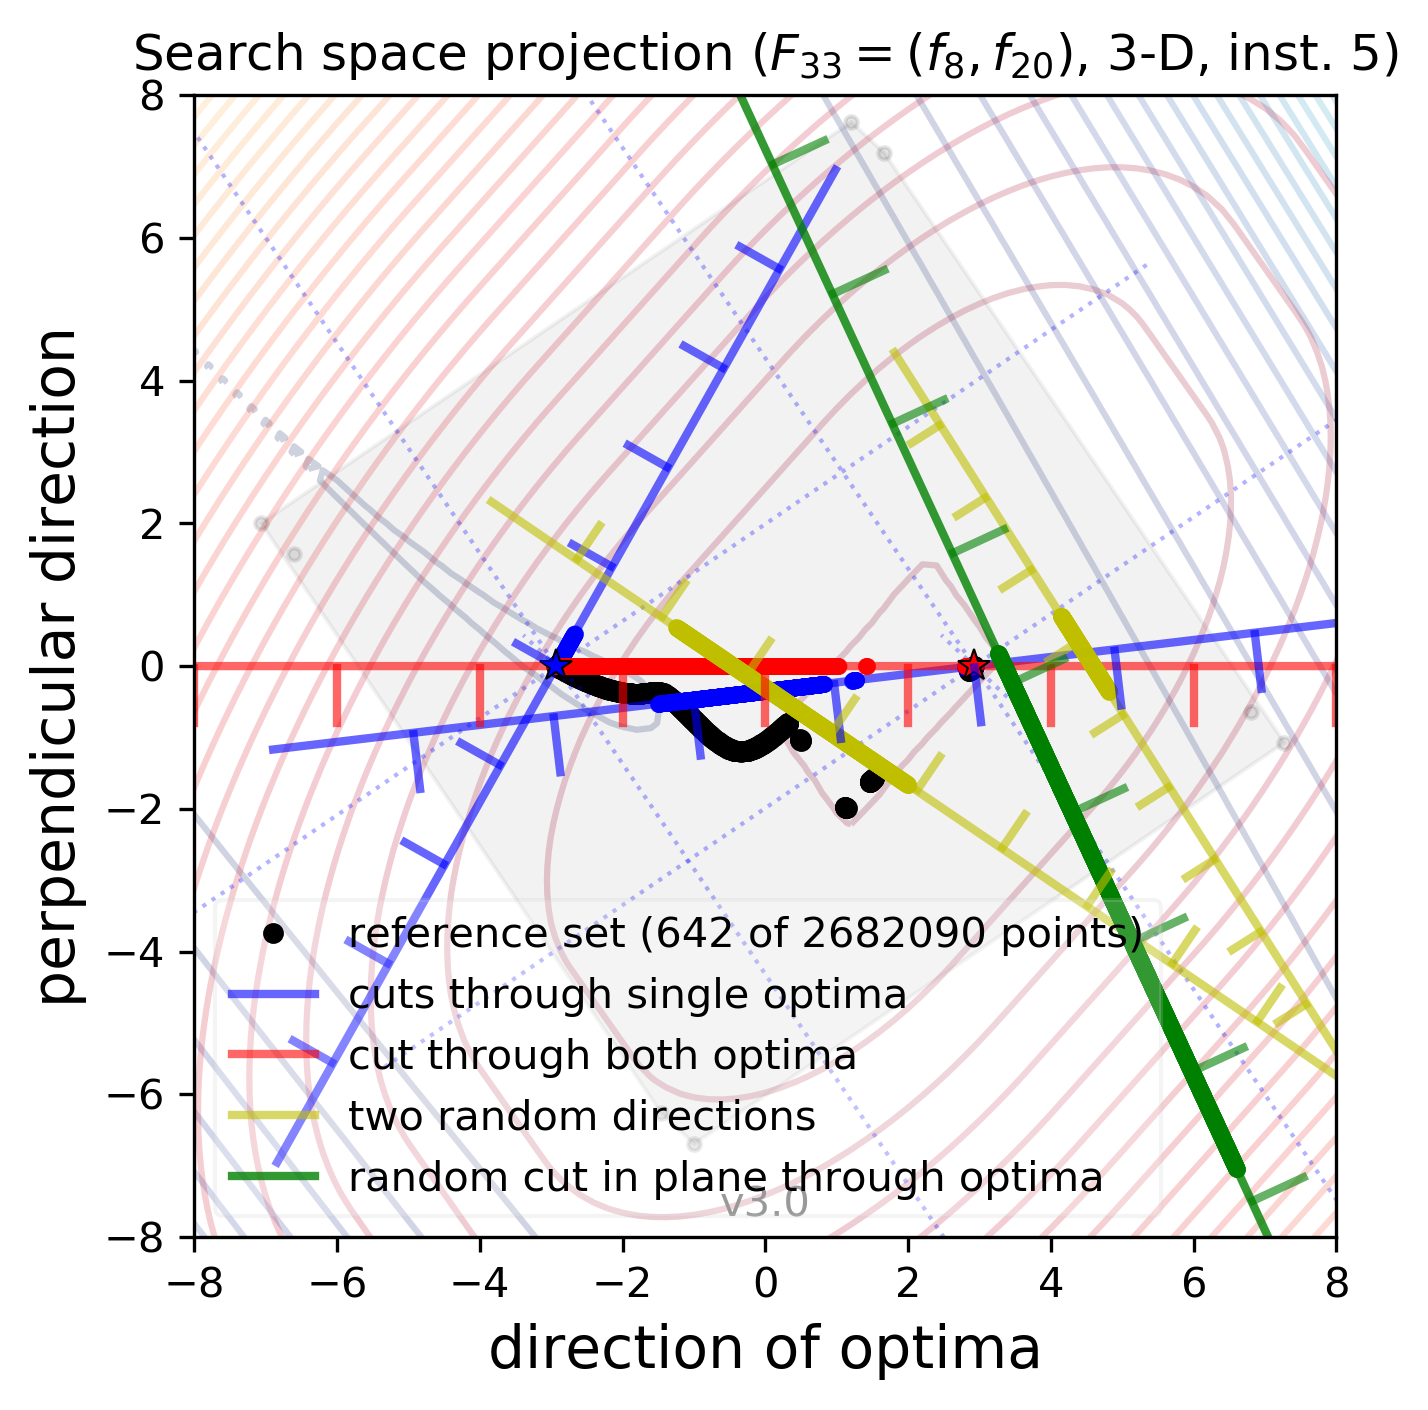 Search space projection (F33 = (f8, f20), 3-D, inst. 5)
perpendicular direction
8
6
4
2
0
−2
−4
−6
−8
reference set (642 of 2682090 points)
cuts through single optima
cut through both optima
two random directions
random cut in plane through optima
v3.0
−8 −6 −4 −2 0 2 4 6 8
direction of optima